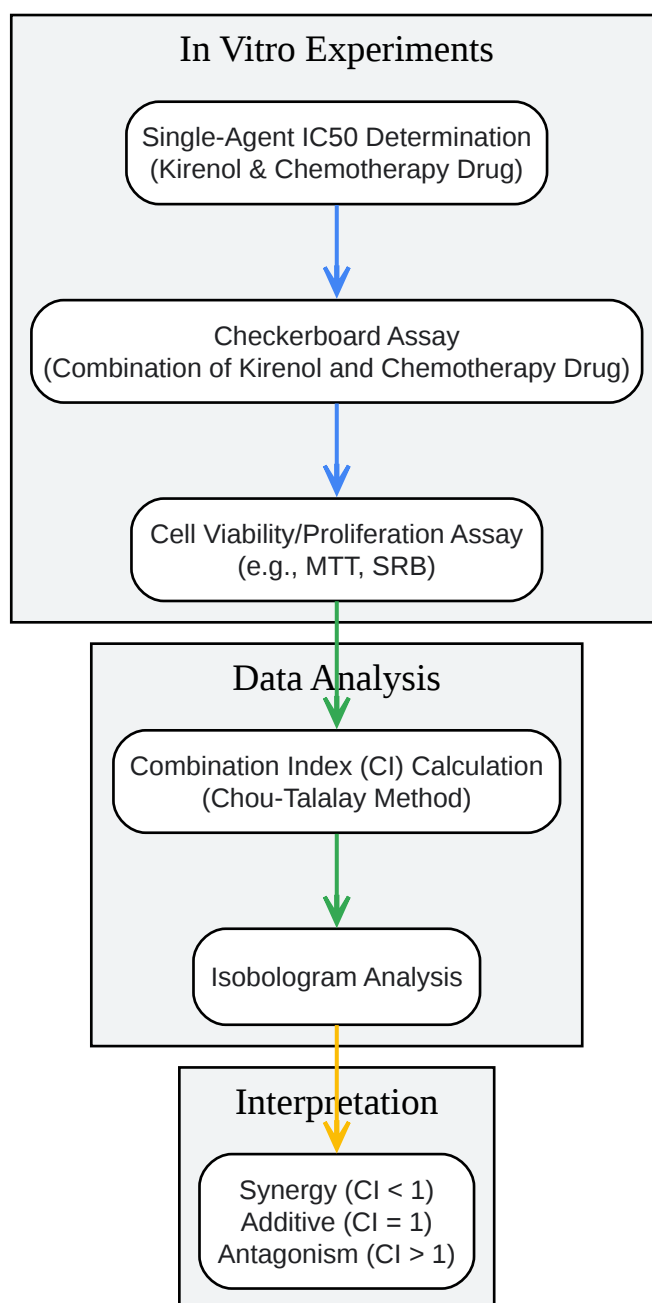 In Vitro Experiments
Single-Agent IC50 Determination
(Kirenol & Chemotherapy Drug)
Checkerboard Assay
(Combination of Kirenol and Chemotherapy Drug)
Cell Viability/Proliferation Assay
(e.g., MTT, SRB)
Data Analysis
Combination Index (CI) Calculation
(Chou-Talalay Method)
Isobologram Analysis
Interpretation
Synergy (CI < 1)
Additive (CI = 1)
Antagonism (CI > 1)